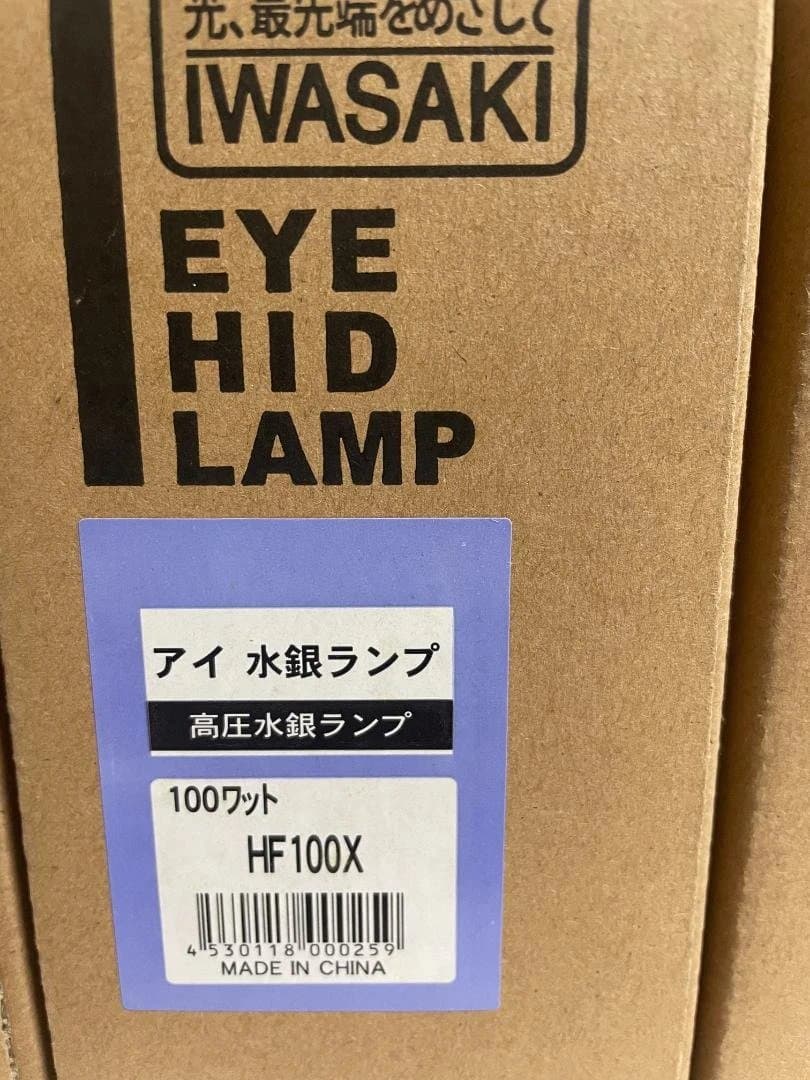 光、最先端をめざして
IWASAKI
EYE
HID
LAMP
アイ 水銀ランプ
高圧水銀ランプ
100ワット
HF100X
4 530118 000259
MADE IN CHINA